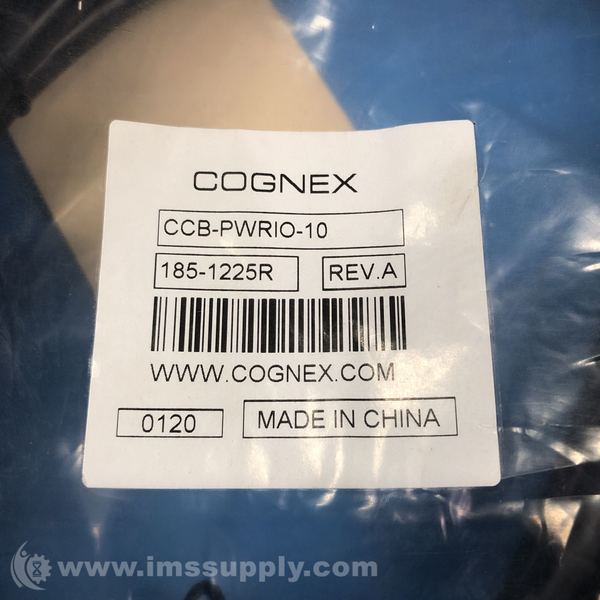 COGNEX
CCB-PWRIO-10
185-1225R REV.A
WWW.COGNEX.COM
0120 MADE IN CHINA
www.imssupply.com